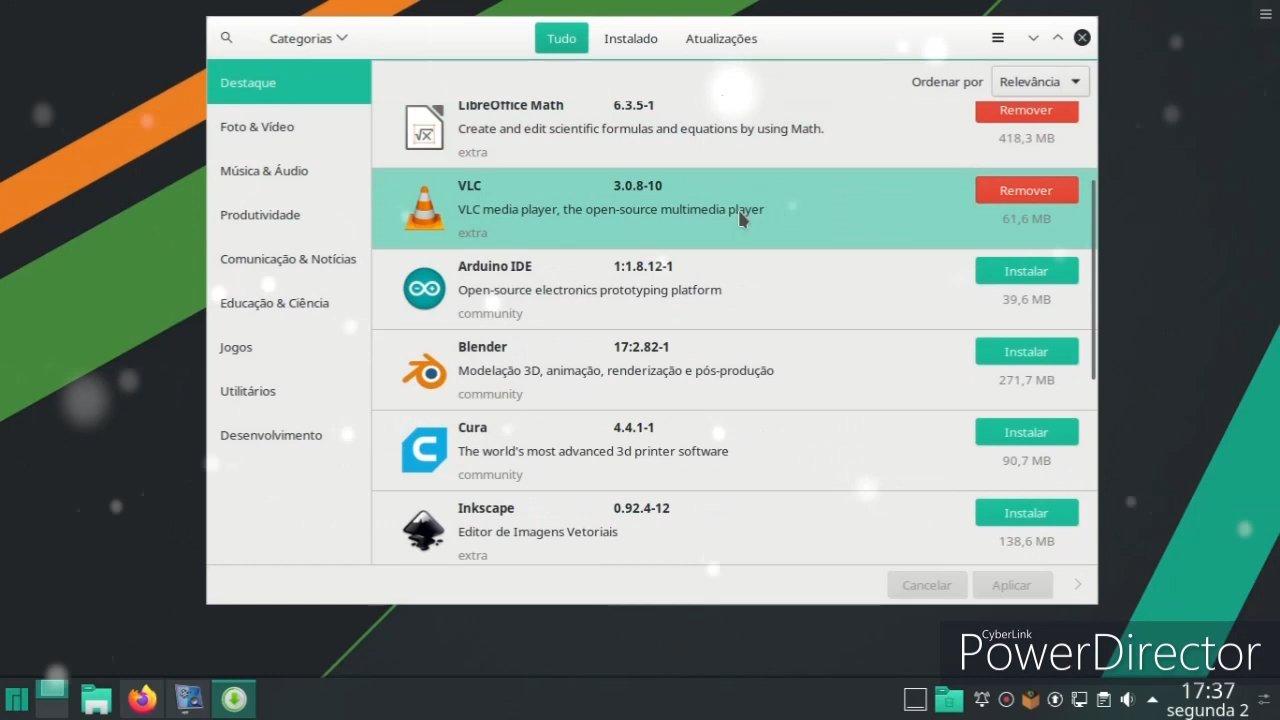 Categorias
Tudo
Instalado
Atualizações
Destaque
Foto & Vídeo
Música & Áudio
Produtividade
Comunicação & Notícias
Educação & Ciência
Jogos
Utilitários
Desenvolvimento
Ordenar por
Relevância
LibreOffice Math 6.3.5-1
Create and edit scientific formulas and equations by using Math.
extra
Remover
418,3 MB
VLC 3.0.8-10
VLC media player, the open-source multimedia player
extra
Remover
61,6 MB
Arduino IDE 1:1.8.12-1
Open-source electronics prototyping platform
community
Instalar
39,6 MB
Blender 17:2.82-1
Modelação 3D, animação, renderização e pós-produção
community
Instalar
271,7 MB
Cura 4.4.1-1
The world's most advanced 3d printer software
community
Instalar
90,7 MB
Inkscape 0.92.4-12
Editor de Imagens Vetoriais
extra
Instalar
138,6 MB
Cancelar
Aplicar
CyberLink
PowerDirector
17:37
segunda 2